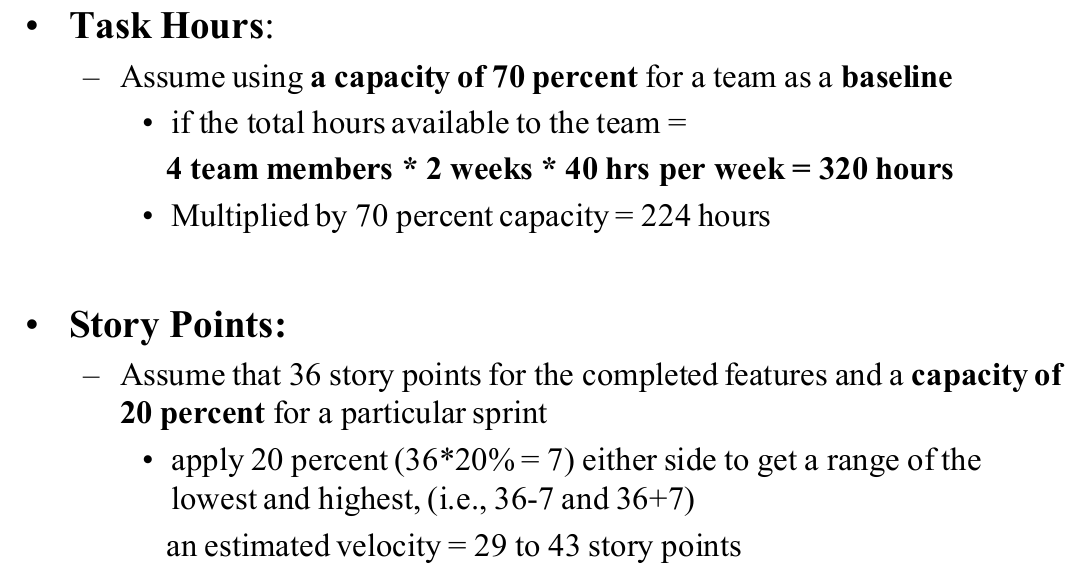 • Task Hours:
– Assume using a capacity of 70 percent for a team as a baseline
• if the total hours available to the team =
4 team members * 2 weeks * 40 hrs per week = 320 hours
• Multiplied by 70 percent capacity = 224 hours
• Story Points:
– Assume that 36 story points for the completed features and a capacity of
20 percent for a particular sprint
• apply 20 percent (36*20% = 7) either side to get a range of the
lowest and highest, (i.e., 36-7 and 36+7)
an estimated velocity = 29 to 43 story points